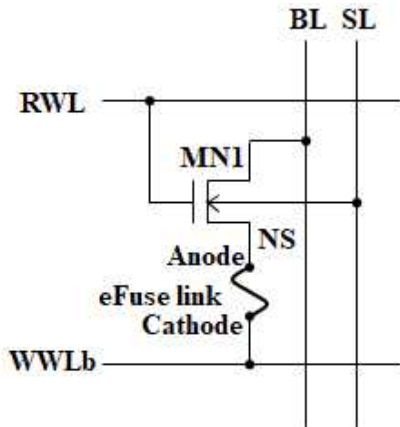 BL SL
RWL
MN1
NS
Anode
eFuse link
Cathode
WWLb